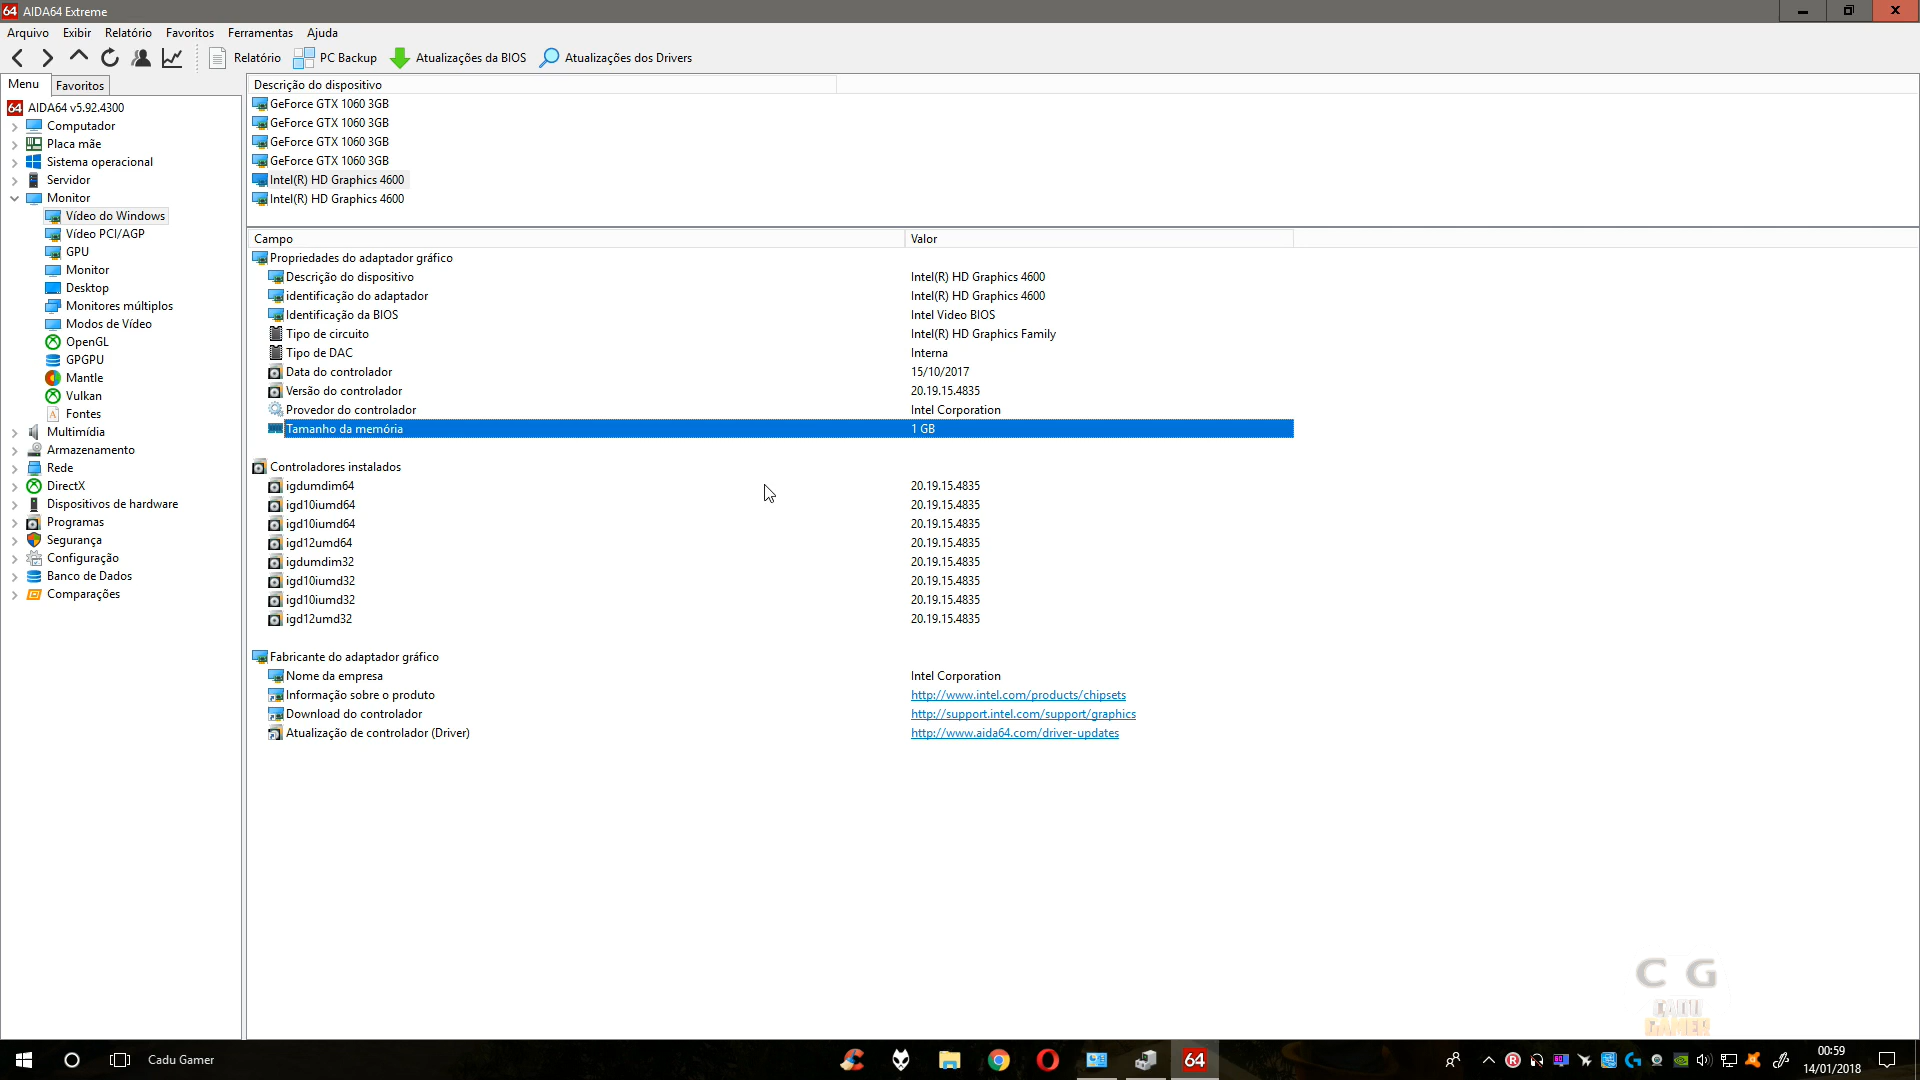 64 AIDA64 Extreme
Arquivo Exibir Relatório Favoritos Ferramentas Ajuda
Relatório PC Backup Atualizações da BIOS Atualizações dos Drivers
Menu Favoritos
64 AIDA64 v5.92.4300
Computador
Placa mãe
Sistema operacional
Servidor
Monitor
Vídeo do Windows
Vídeo PCI/AGP
GPU
Monitor
Desktop
Monitores múltiplos
Modos de Vídeo
OpenGL
GPGPU
Mantle
Vulkan
Fontes
Multimídia
Armazenamento
Rede
DirectX
Dispositivos de hardware
Programas
Segurança
Configuração
Banco de Dados
Comparações
Descrição do dispositivo
GeForce GTX 1060 3GB
GeForce GTX 1060 3GB
GeForce GTX 1060 3GB
GeForce GTX 1060 3GB
Intel(R) HD Graphics 4600
Intel(R) HD Graphics 4600
Campo Valor
Propriedades do adaptador gráfico
Descrição do dispositivo Intel(R) HD Graphics 4600
identificação do adaptador Intel(R) HD Graphics 4600
Identificação da BIOS Intel Video BIOS
Tipo de circuito Intel(R) HD Graphics Family
Tipo de DAC Interna
Data do controlador 15/10/2017
Versão do controlador 20.19.15.4835
Provedor do controlador Intel Corporation
Tamanho da memória 1 GB
Controladores instalados
igdumdim64 20.19.15.4835
igd10iumd64 20.19.15.4835
igd10iumd64 20.19.15.4835
igd12umd64 20.19.15.4835
igdumdim32 20.19.15.4835
igd10iumd32 20.19.15.4835
igd10iumd32 20.19.15.4835
igd12umd32 20.19.15.4835
Fabricante do adaptador gráfico
Nome da empresa Intel Corporation
Informação sobre o produto http://www.intel.com/products/chipsets
Download do controlador http://support.intel.com/support/graphics
Atualização de controlador (Driver) http://www.aida64.com/driver-updates
C G
CADU
GAMER
Cadu Gamer
64
00:59
14/01/2018